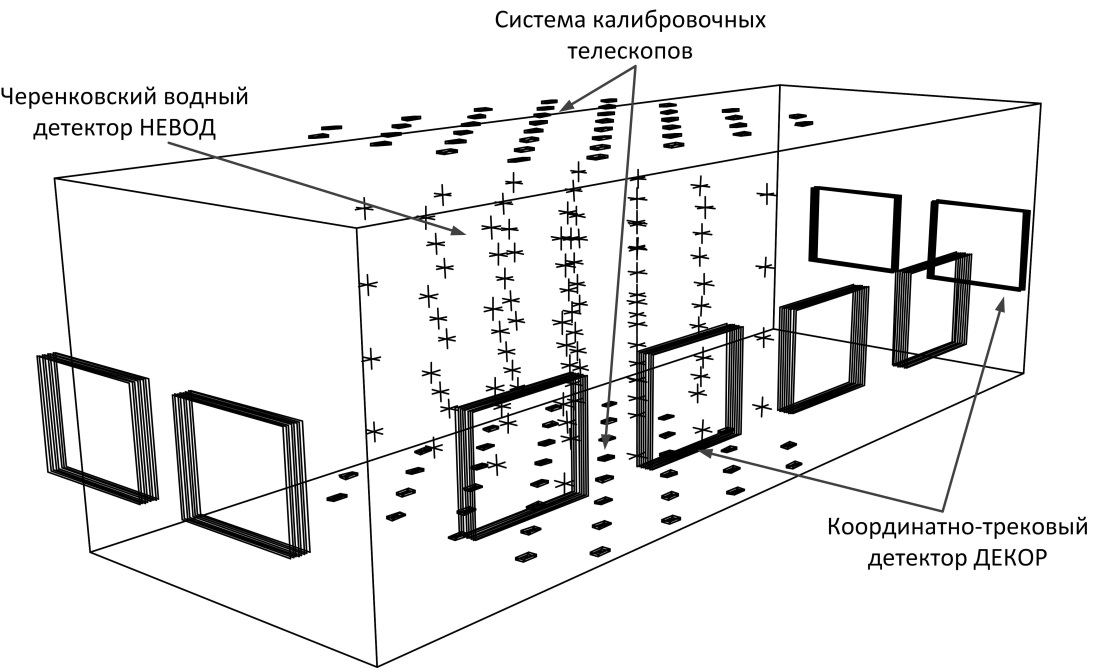 Система калибровочных
телескопов
Черенковский водный
детектор НЕВОД
Координатно-трековый
детектор ДЕКОР